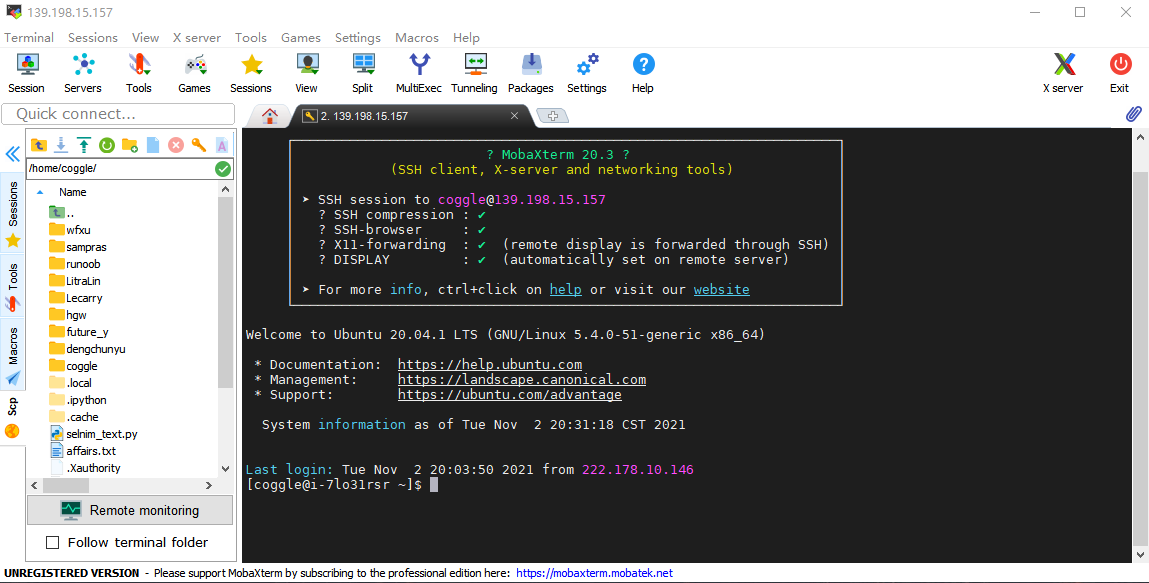 139.198.15.157
Terminal Sessions View X server Tools Games Settings Macros Help
Session Servers Tools Games Sessions View Split MultiExec Tunneling Packages Settings Help X server Exit
Quick connect...
2. 139.198.15.157
/home/coggle/
Name
..
wfxu
sampras
runoob
LitraLin
Lecarry
hgw
future_y
dengchunyu
coggle
.local
.ipython
.cache
selnim_text.py
affairs.txt
.Xauthority
Sessions
Tools
Macros
Scp
Remote monitoring
Follow terminal folder
? MobaXterm 20.3 ?
(SSH client, X-server and networking tools)
➤ SSH session to coggle@139.198.15.157
? SSH compression : ✔
? SSH-browser : ✔
? X11-forwarding : ✔ (remote display is forwarded through SSH)
? DISPLAY : ✔ (automatically set on remote server)
➤ For more info, ctrl+click on help or visit our website
Welcome to Ubuntu 20.04.1 LTS (GNU/Linux 5.4.0-51-generic x86_64)
* Documentation: https://help.ubuntu.com
* Management: https://landscape.canonical.com
* Support: https://ubuntu.com/advantage
System information as of Tue Nov 2 20:31:18 CST 2021
Last login: Tue Nov 2 20:03:50 2021 from 222.178.10.146
[coggle@i-7lo31rsr ~]$
UNREGISTERED VERSION - Please support MobaXterm by subscribing to the professional edition here: https://mobaxterm.mobatek.net